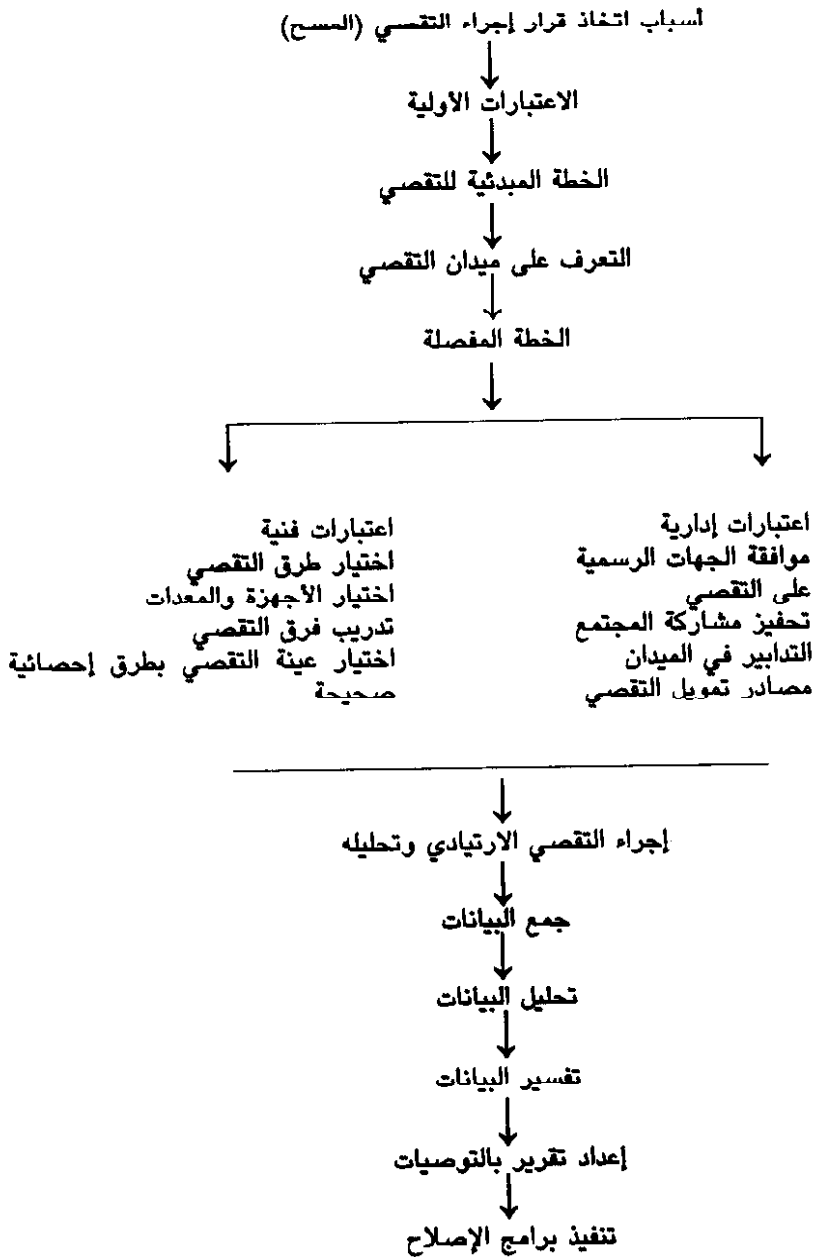 أسباب اتخاذ قرار إجراء التقصي (المسح)
الاعتبارات الأولية
الخطة المبدئية للتقصي
التعرف على ميدان التقصي
الخطة المفصلة
اعتبارات إدارية
موافقة الجهات الرسمية
على التقصي
تحفيز مشاركة المجتمع
التدابير في الميدان
مصادر تمويل التقصي
اعتبارات فنية
اختيار طرق التقصي
اختيار الأجهزة والمعدات
تدريب فرق التقصي
اختيار عينة التقصي بطرق إحصائية
صحيحة
إجراء التقصي الارتيادي وتحليله
جمع البيانات
تحليل البيانات
تفسير البيانات
إعداد تقرير بالتوصيات
تنفيذ برامج الإصلاح